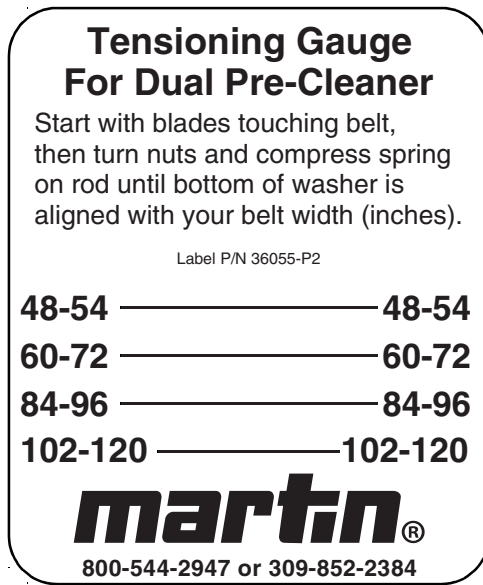 Tensioning Gauge
For Dual Pre-Cleaner
Start with blades touching belt,
then turn nuts and compress spring
on rod until bottom of washer is
aligned with your belt width (inches).
Label P/N 36055-P2
48-54 48-54
60-72 60-72
84-96 84-96
102-120 102-120
martin®
800-544-2947 or 309-852-2384